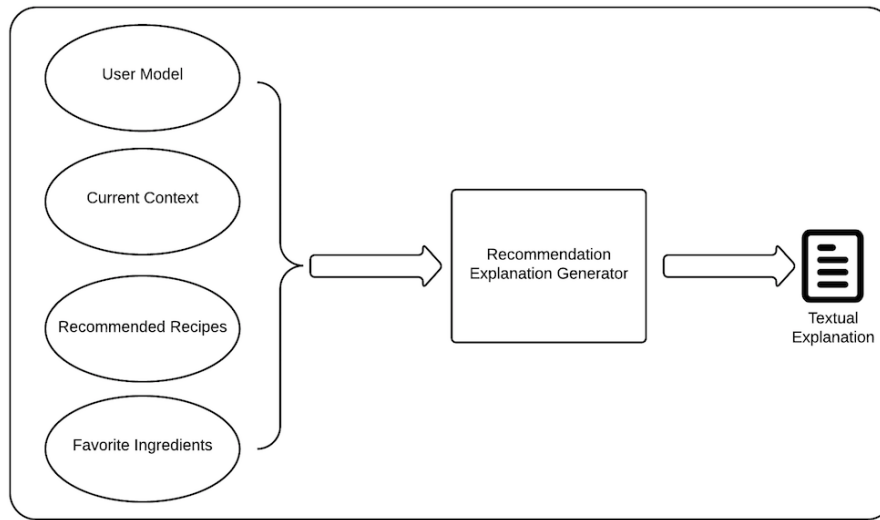 User Model
Current Context
Recommended Recipes
Favorite Ingredients
Recommendation
Explanation Generator
Textual
Explanation